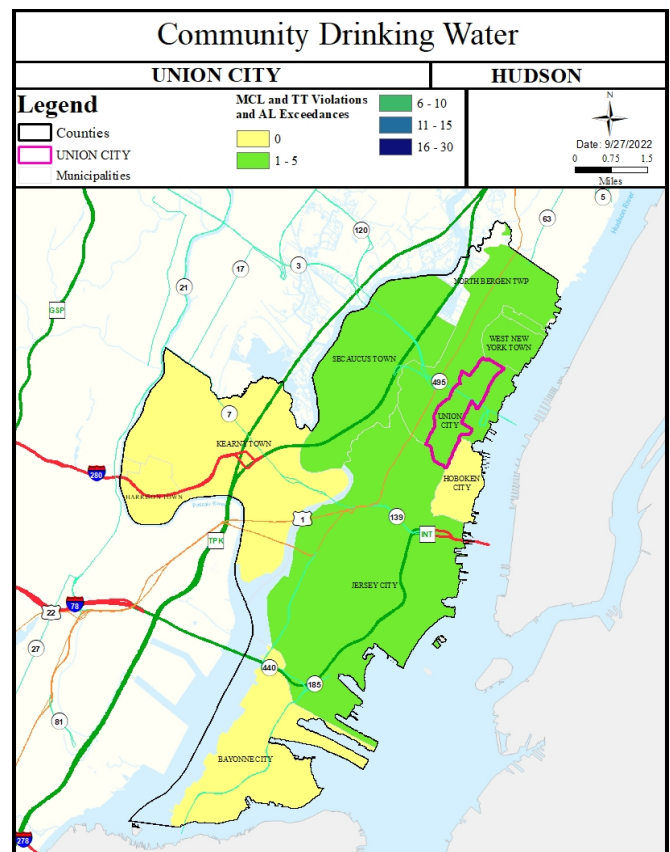 Community Drinking Water
UNION CITY
HUDSON
Legend
Counties
UNION CITY
Municipalities
MCL and TT Violations
and AL Exceedances
0
1 - 5
6 - 10
11 - 15
16 - 30
N
Date: 9/27/2022
0 0.75 1.5
Miles
5
Hudson River
63
120
3
17
21
GSP
NORTH BERGEN TWP
WEST NEW
YORK TOWN
SECAUCUS TOWN
495
UNION
CITY
7
KEARNY TOWN
280
HARRISON TOWN
HOBOKEN
CITY
1
139
INT
TPK
JERSEY CITY
22
78
27
440
185
81
BAYONNE CITY
278